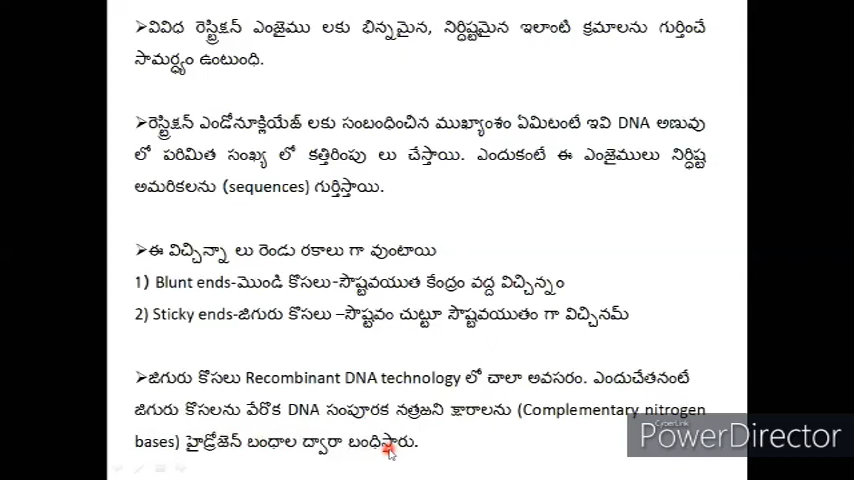 ➢వివిధ రెస్ట్రిక్షన్ ఎంజైము లకు భిన్నమైన, నిర్ధిష్టమైన ఇలాంటి క్రమాలను గుర్తించే
సామర్ధ్యం ఉంటుంధి.
➢రెస్ట్రిక్షన్ ఎండోనూక్లియేజ్ లకు సంబంధించిన ముఖ్యాంశం ఏమిటంటే ఇవి DNA అణువు
లో పరిమిత సంఖ్య లో కత్తిరింపు లు చేస్తాయి. ఎందుకంటే ఈ ఎంజైములు నిర్ధిష్ట
అమరికలను (sequences) గుర్తిస్తాయి.
➢ఈ విచ్చిన్నా లు రెండు రకాలు గా వుంటాయి
1) Blunt ends-మొండి కొసలు-సౌష్టవయుత కేంద్రం వద్ద విచ్చిన్నం
2) Sticky ends-జిగురు కొసలు –సౌష్టవం చుట్టూ సౌష్టవయుతం గా విచ్చినమ్
➢జిగురు కొసలు Recombinant DNA technology లో చాలా అవసరం. ఎందుచేతనంటే
జిగురు కొసలను వేరొక DNA సంపూరక నత్రజని క్షారాలను (Complementary nitrogen
bases) హైడ్రోజెన్ బంధాల ద్వారా బంధిస్తారు.
CyberLink
PowerDirector